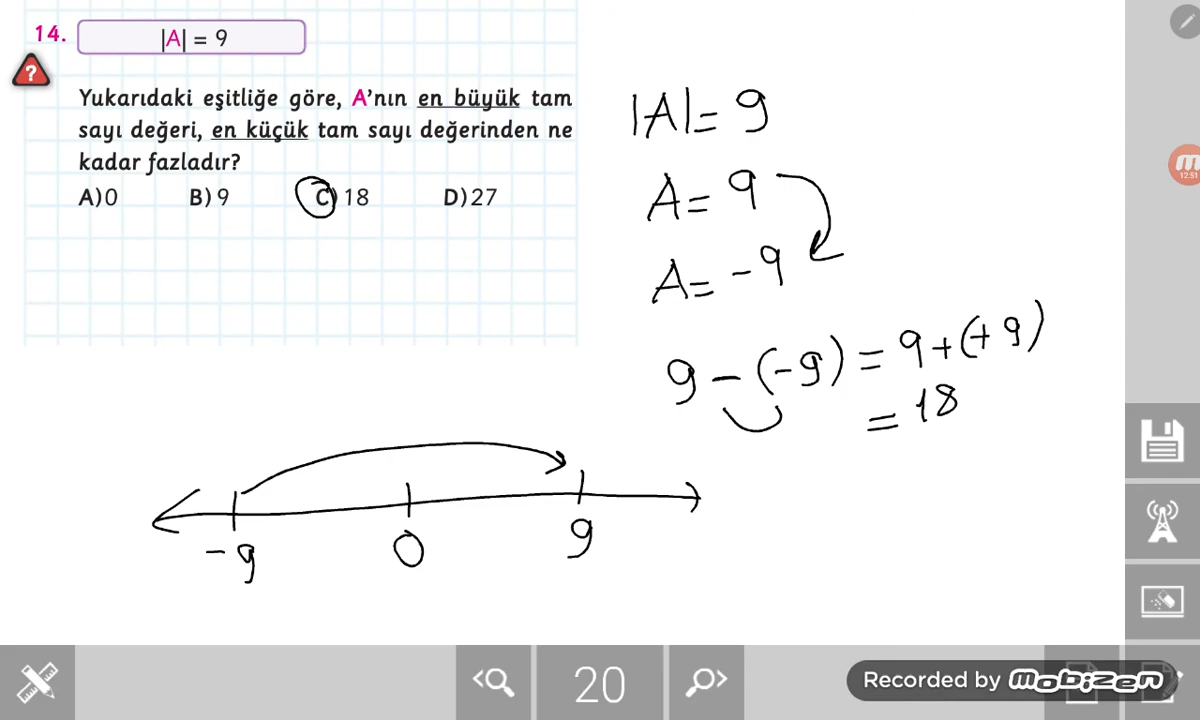 14. |A| = 9
?
Yukarıdaki eşitliğe göre, A'nın en büyük tam
sayı değeri, en küçük tam sayı değerinden ne
kadar fazladır?
A) 0 B) 9 C) 18 D) 27
|A| = 9
A = 9
A = -9
9 - (-9) = 9 + (+9)
= 18
-9 0 9
12:51
20
Recorded by mobizen